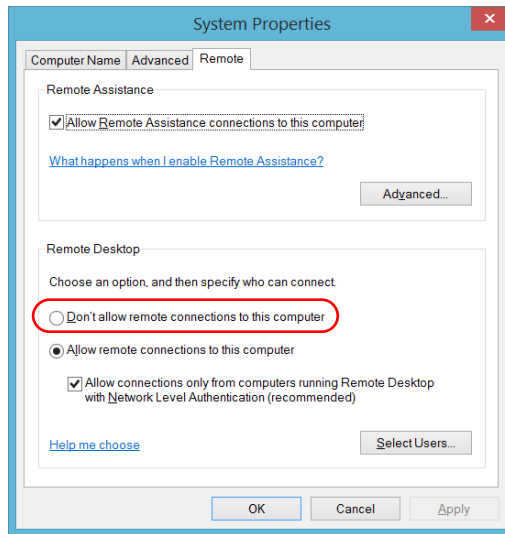 System Properties
Computer Name Advanced Remote
Remote Assistance
Allow Remote Assistance connections to this computer
What happens when I enable Remote Assistance?
Advanced...
Remote Desktop
Choose an option, and then specify who can connect.
Don't allow remote connections to this computer
Allow remote connections to this computer
Allow connections only from computers running Remote Desktop
with Network Level Authentication (recommended)
Help me choose
Select Users...
OK Cancel Apply